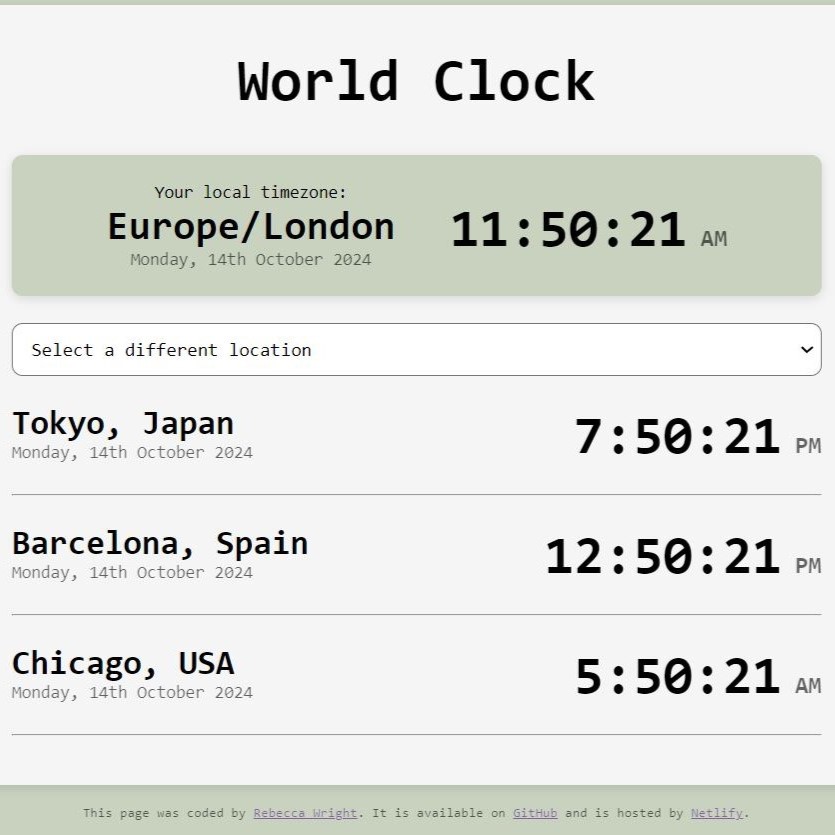 World Clock
Your local timezone:
Europe/London
Monday, 14th October 2024
11:50:21 AM
Select a different location
Tokyo, Japan
Monday, 14th October 2024
7:50:21 PM
Barcelona, Spain
Monday, 14th October 2024
12:50:21 PM
Chicago, USA
Monday, 14th October 2024
5:50:21 AM
This page was coded by Rebecca Wright. It is available on GitHub and is hosted by Netlify.